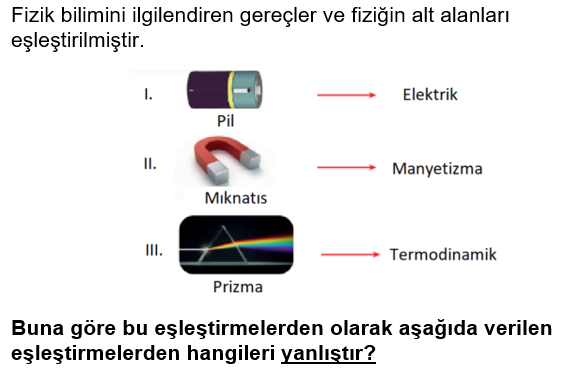 Fizik bilimini ilgilendiren gereçler ve fiziğin alt alanları
eşleştirilmiştir.
I.
Elektrik
Pil
II.
Manyetizma
Mıknatıs
III.
Termodinamik
Prizma
Buna göre bu eşleştirmelerden olarak aşağıda verilen
eşleştirmelerden hangileri yanlıştır?